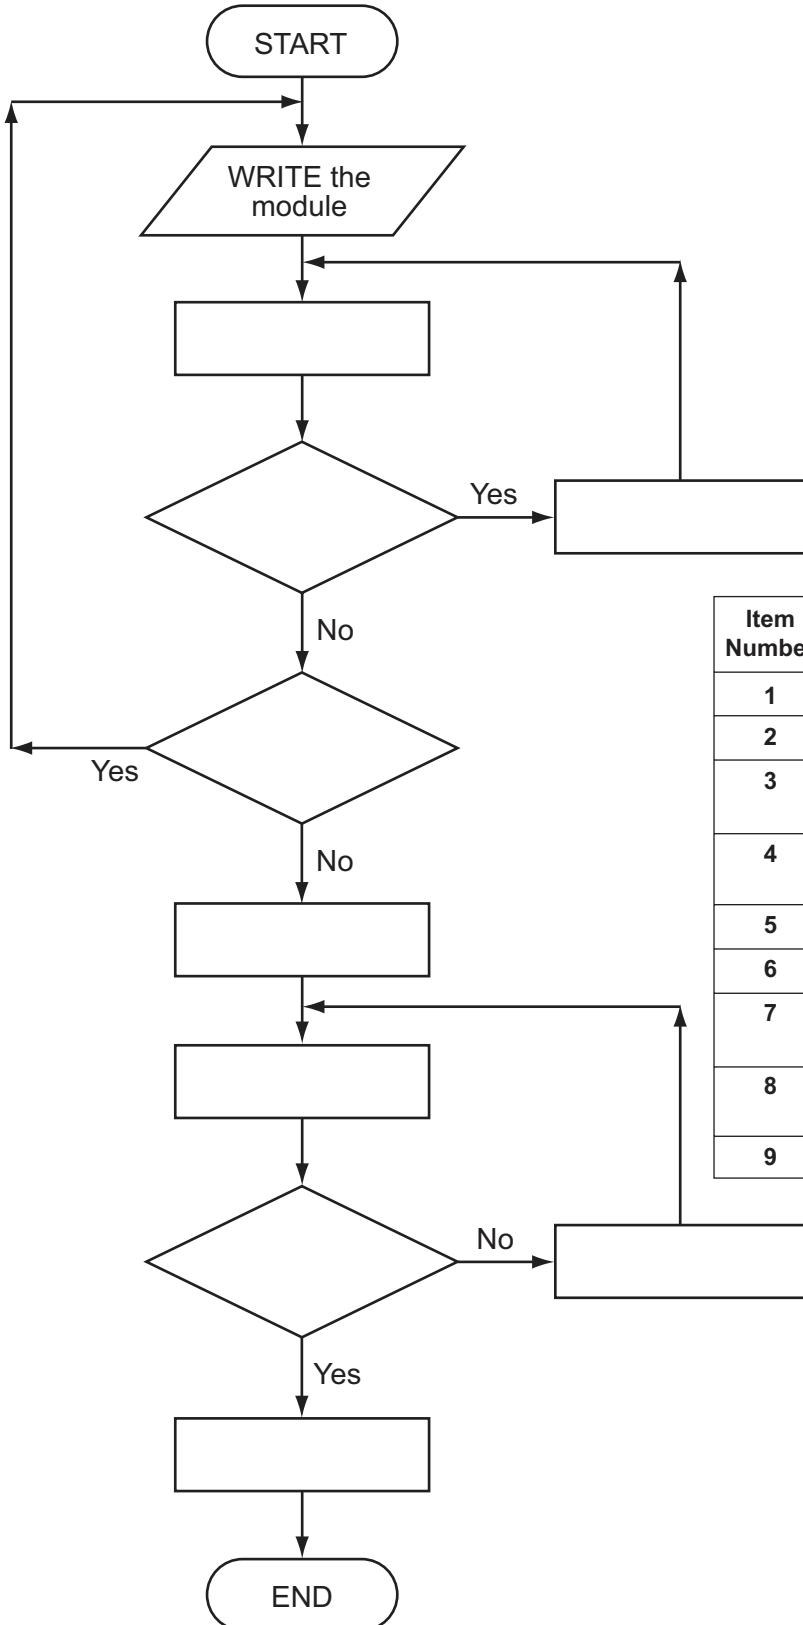 START
WRITE the
module
Yes
No
Yes
No
Item
Numbe
1
2
3
4
5
6
7
8
9
No
Yes
END